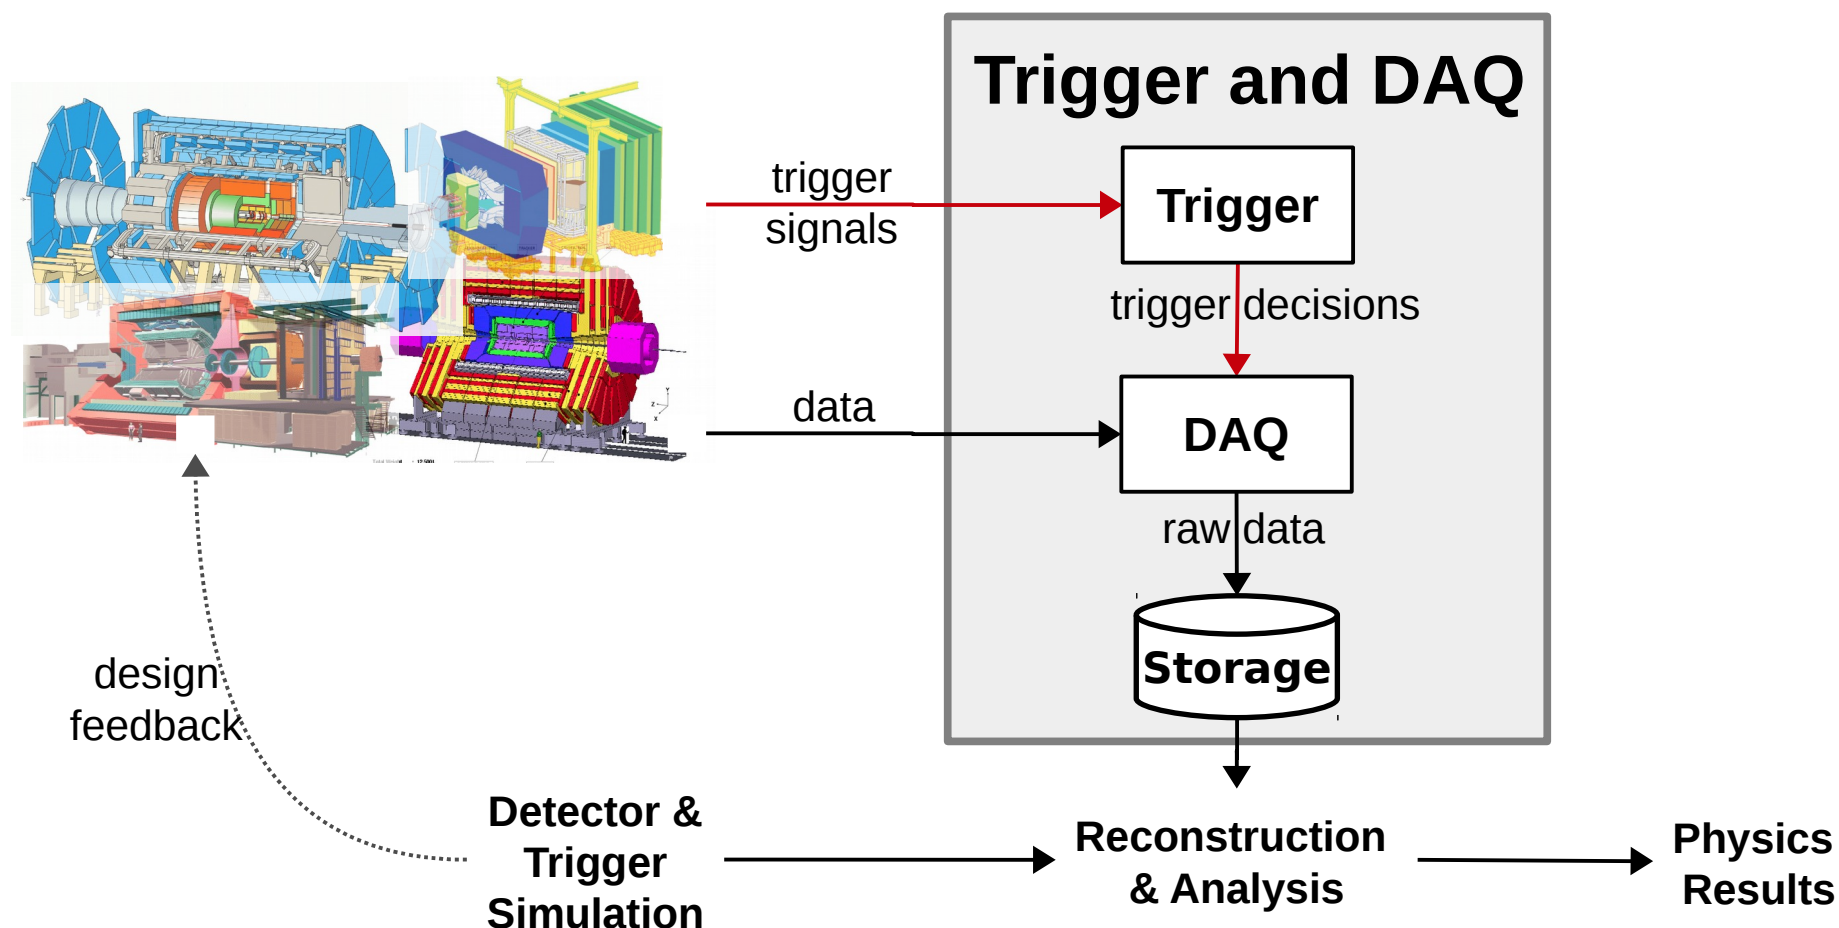 Trigger and DAQ
trigger
signals
Trigger
trigger decisions
data
DAQ
raw data
Storage
design
feedback
Detector &
Trigger
Simulation
Reconstruction
& Analysis
Physics
Results
Y
Z
X